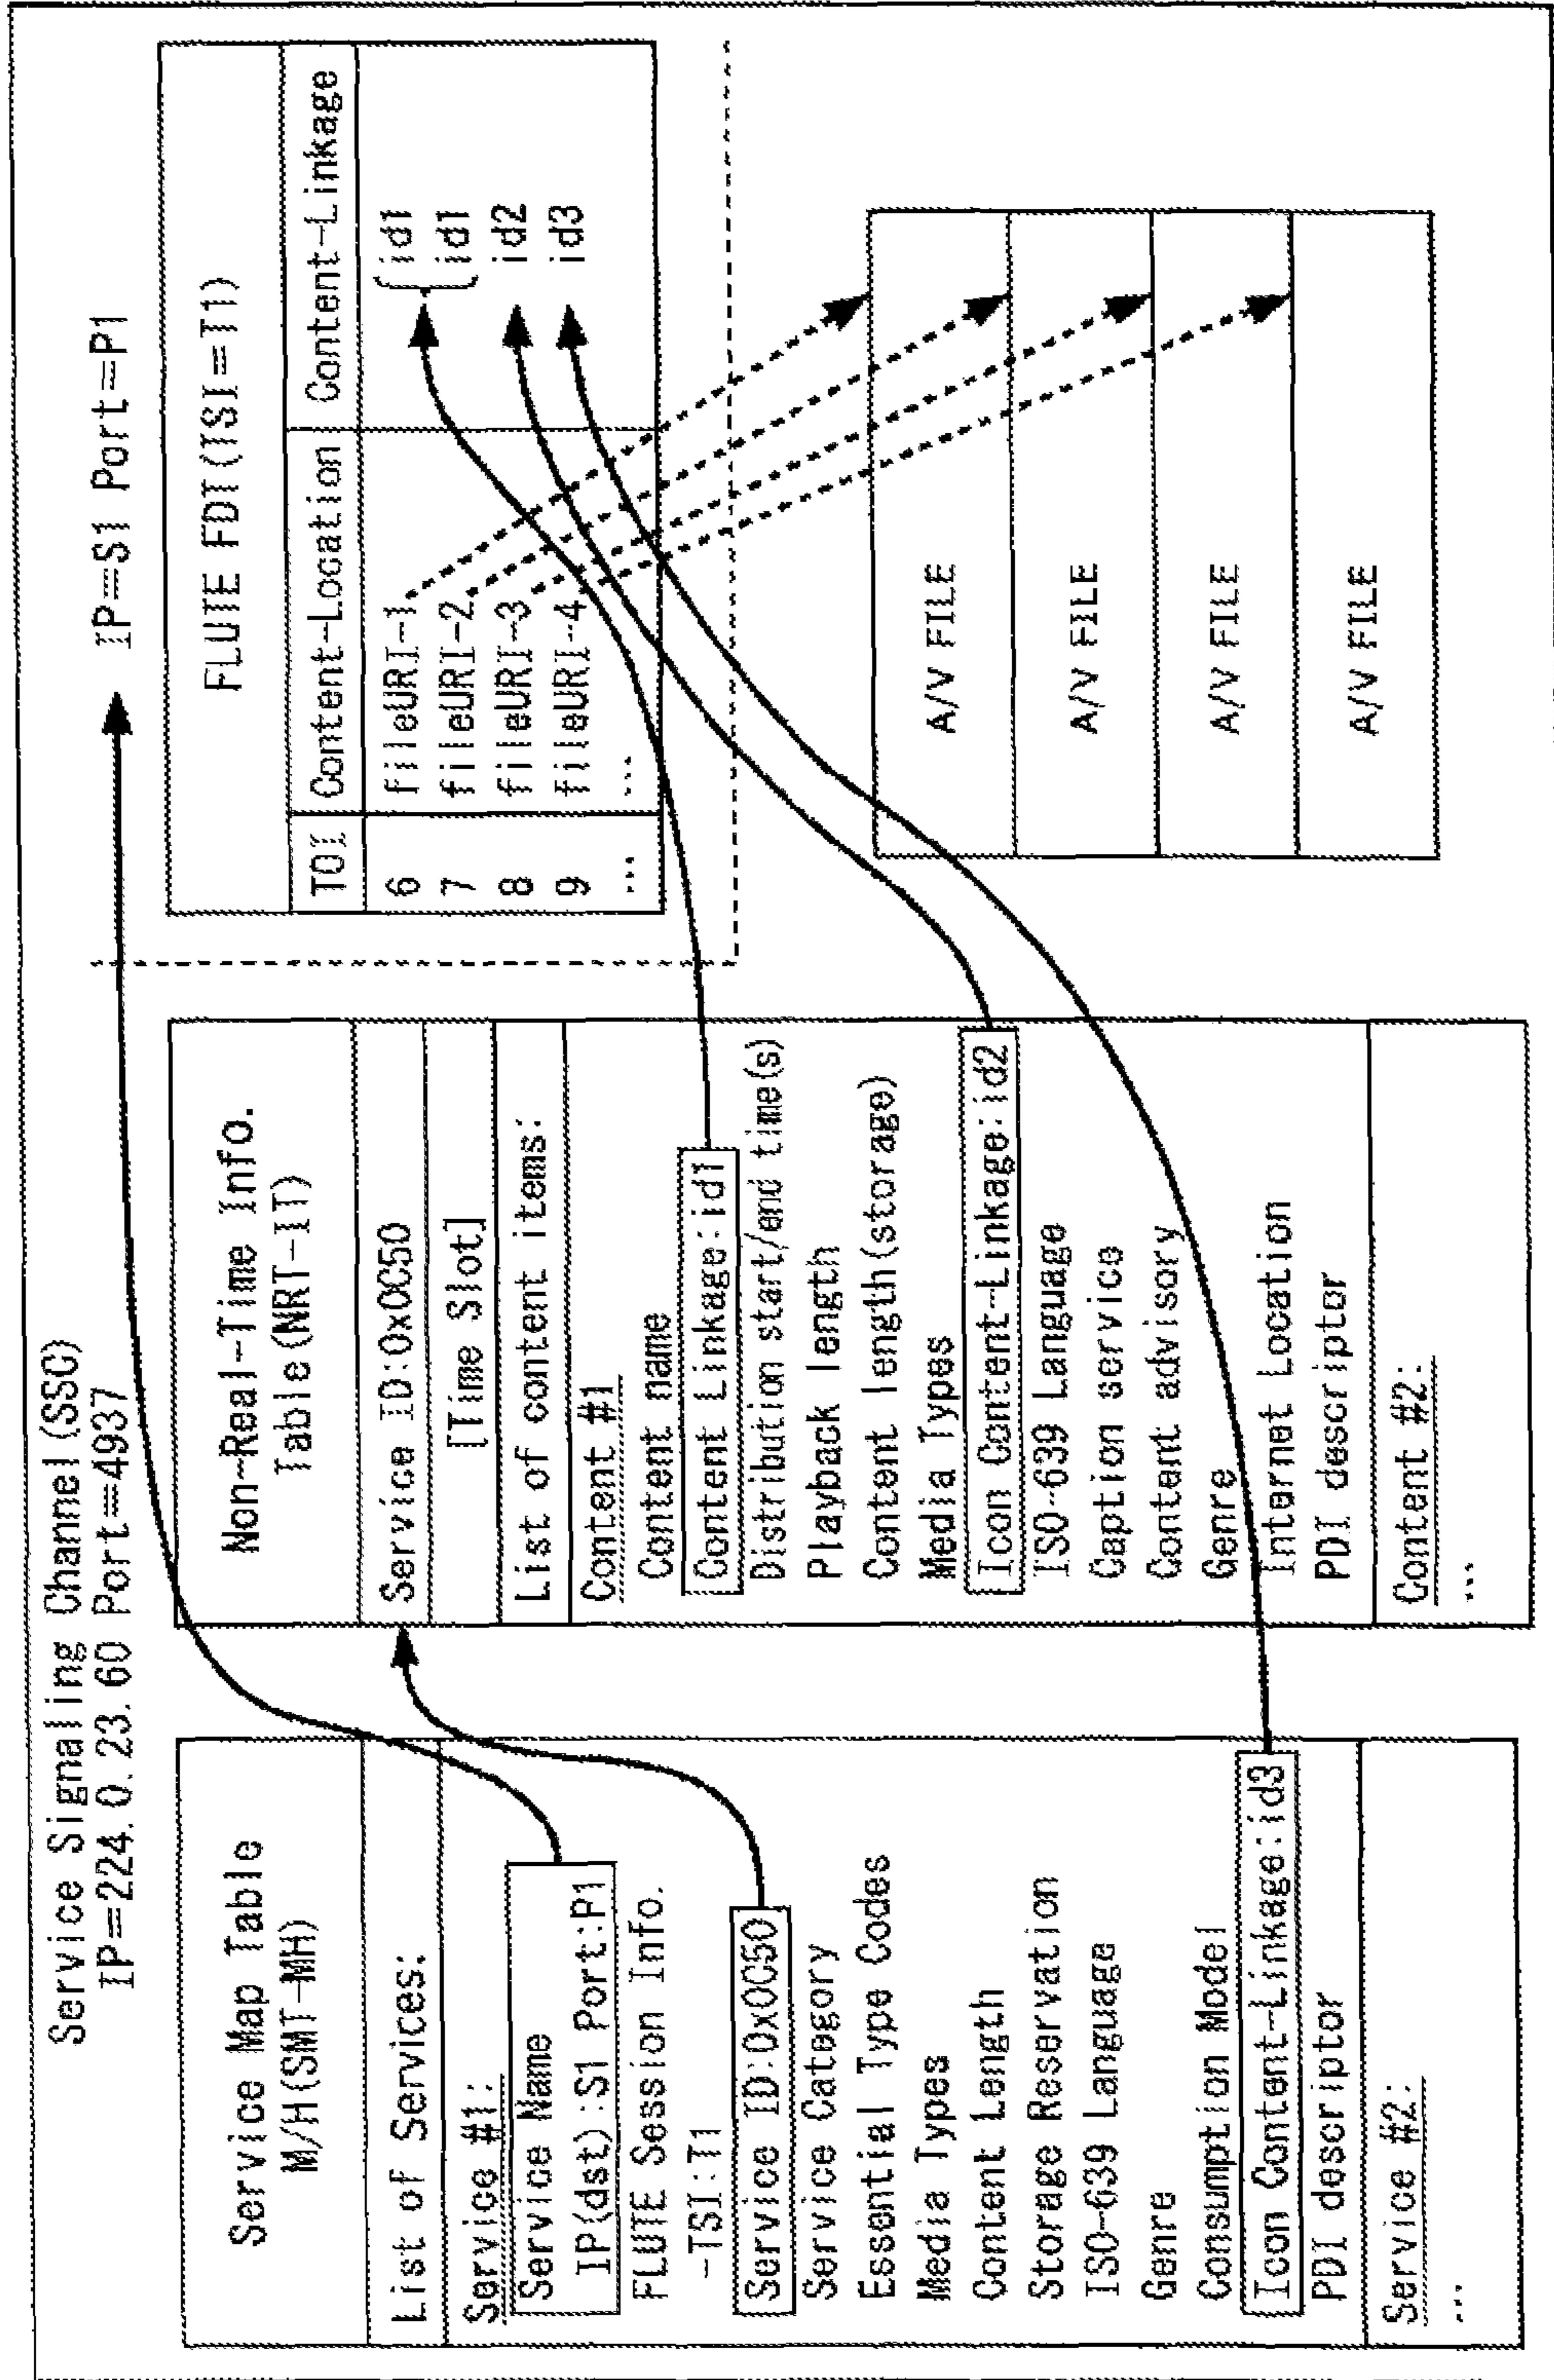 Service Signaling Channel (SSC)
IP=224.0.23.60 Port=4937
Service Map Table
M/H(SMT-MH)
List of Services:
Service #1:
Service Name
IP(dst):S1 Port:P1
FLUTE Session Info.
-TSI:T1
Service ID:0x0C50
Service Category
Essential Type Codes
Media Types
Content Length
Storage Reservation
ISO-639 Language
Genre
Consumption Model
Icon Content-Linkage:id3
PDI descriptor
Service #2:
...
Non-Real-Time Info.
Table(NRT-IT)
Service ID:0x0C50
[Time Slot]
List of content items:
Content #1
Content name
Content Linkage:id1
Distribution start/end time(s)
Playback length
Content length(storage)
Media Types
Icon Content-Linkage:id2
ISO-639 Language
Caption service
Content advisory
Genre
Internet Location
PDI descriptor
Content #2:
...
IP=S1 Port=P1
FLUTE FDT(TSI=T1)
TOI Content-Location Content-Linkage
6 fileURI-1 id1
7 fileURI-2 id1
8 fileURI-3 id2
9 fileURI-4 id3
... ...
A/V FILE
A/V FILE
A/V FILE
A/V FILE